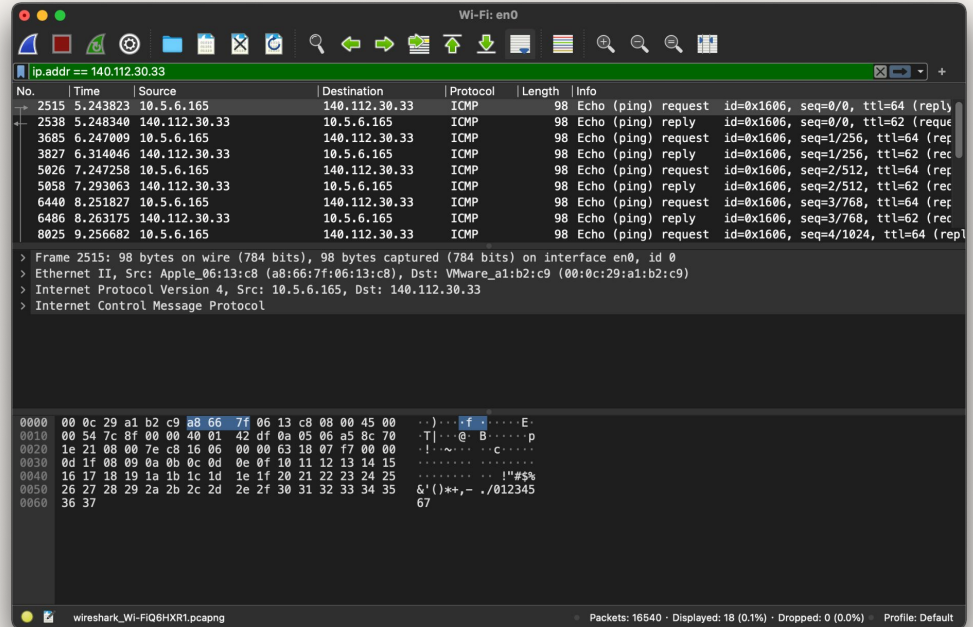 Wi-Fi: en0
ip.addr == 140.112.30.33
No. Time Source Destination Protocol Length Info
2515 5.243823 10.5.6.165 140.112.30.33 ICMP 98 Echo (ping) request id=0x1606, seq=0/0, ttl=64 (reply
2538 5.248340 140.112.30.33 10.5.6.165 ICMP 98 Echo (ping) reply id=0x1606, seq=0/0, ttl=62 (reque
3685 6.247009 10.5.6.165 140.112.30.33 ICMP 98 Echo (ping) request id=0x1606, seq=1/256, ttl=64 (rep
3827 6.314046 140.112.30.33 10.5.6.165 ICMP 98 Echo (ping) reply id=0x1606, seq=1/256, ttl=62 (req
5026 7.247258 10.5.6.165 140.112.30.33 ICMP 98 Echo (ping) request id=0x1606, seq=2/512, ttl=64 (rep
5058 7.293063 140.112.30.33 10.5.6.165 ICMP 98 Echo (ping) reply id=0x1606, seq=2/512, ttl=62 (req
6440 8.251827 10.5.6.165 140.112.30.33 ICMP 98 Echo (ping) request id=0x1606, seq=3/768, ttl=64 (rep
6486 8.263175 140.112.30.33 10.5.6.165 ICMP 98 Echo (ping) reply id=0x1606, seq=3/768, ttl=62 (req
8025 9.256682 10.5.6.165 140.112.30.33 ICMP 98 Echo (ping) request id=0x1606, seq=4/1024, ttl=64 (repl
> Frame 2515: 98 bytes on wire (784 bits), 98 bytes captured (784 bits) on interface en0, id 0
> Ethernet II, Src: Apple_06:13:c8 (a8:66:7f:06:13:c8), Dst: VMware_a1:b2:c9 (00:0c:29:a1:b2:c9)
> Internet Protocol Version 4, Src: 10.5.6.165, Dst: 140.112.30.33
> Internet Control Message Protocol
0000 00 0c 29 a1 b2 c9 a8 66 7f 06 13 c8 08 00 45 00 ··)····f ······E·
0010 00 54 7c 8f 00 00 40 01 42 df 0a 05 06 a5 8c 70 ·T|···@· B······p
0020 1e 21 08 00 7e c8 16 06 00 00 63 18 07 f7 00 00 ·!··~··· ··c·····
0030 0d 1f 08 09 0a 0b 0c 0d 0e 0f 10 11 12 13 14 15 ········ ········
0040 16 17 18 19 1a 1b 1c 1d 1e 1f 20 21 22 23 24 25 ········ ·· !"#$%
0050 26 27 28 29 2a 2b 2c 2d 2e 2f 30 31 32 33 34 35 &'()*+,- ./012345
0060 36 37 67
wireshark_Wi-FiQ6HXR1.pcapng Packets: 16540 · Displayed: 18 (0.1%) · Dropped: 0 (0.0%) Profile: Default